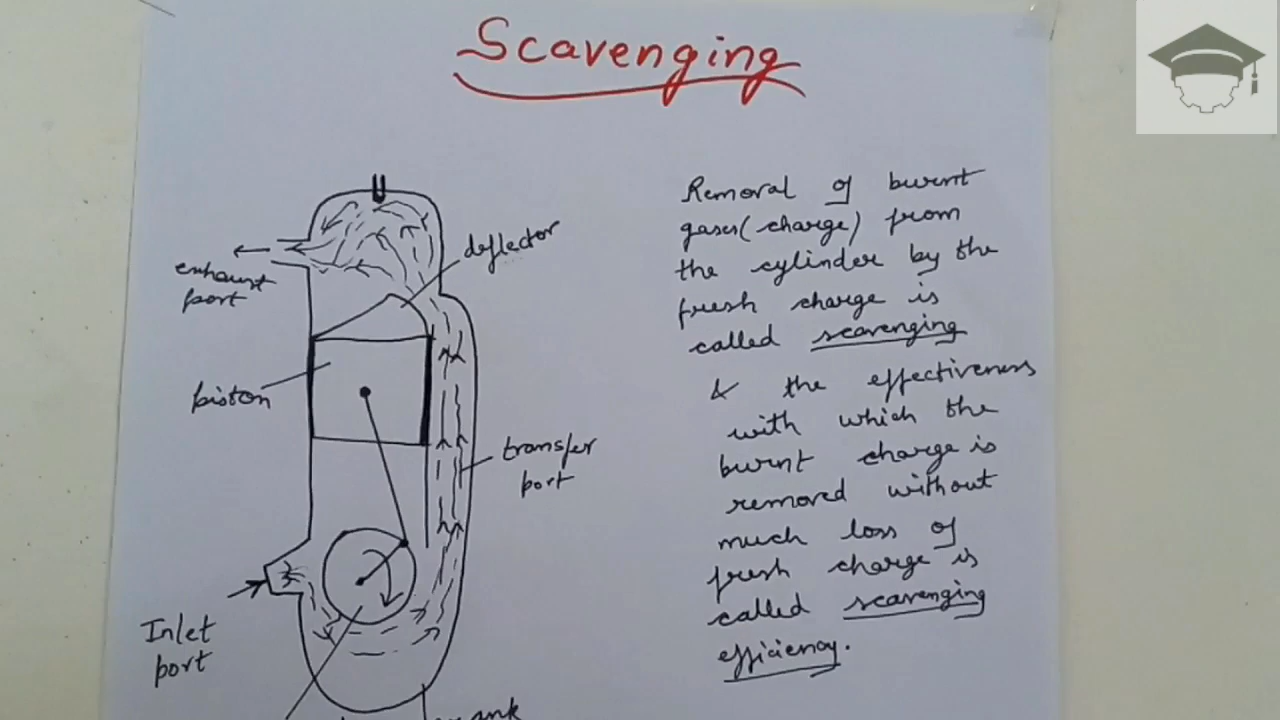 Scavenging
Removal of burnt
gases (charge) from
the cylinder by the
fresh charge is
called scavenging
& the effectiveness
with which the
burnt charge is
removed without
much loss of
fresh charge is
called scavenging
efficiency.
deflector
exhaust
port
piston
transfer
port
Inlet
port